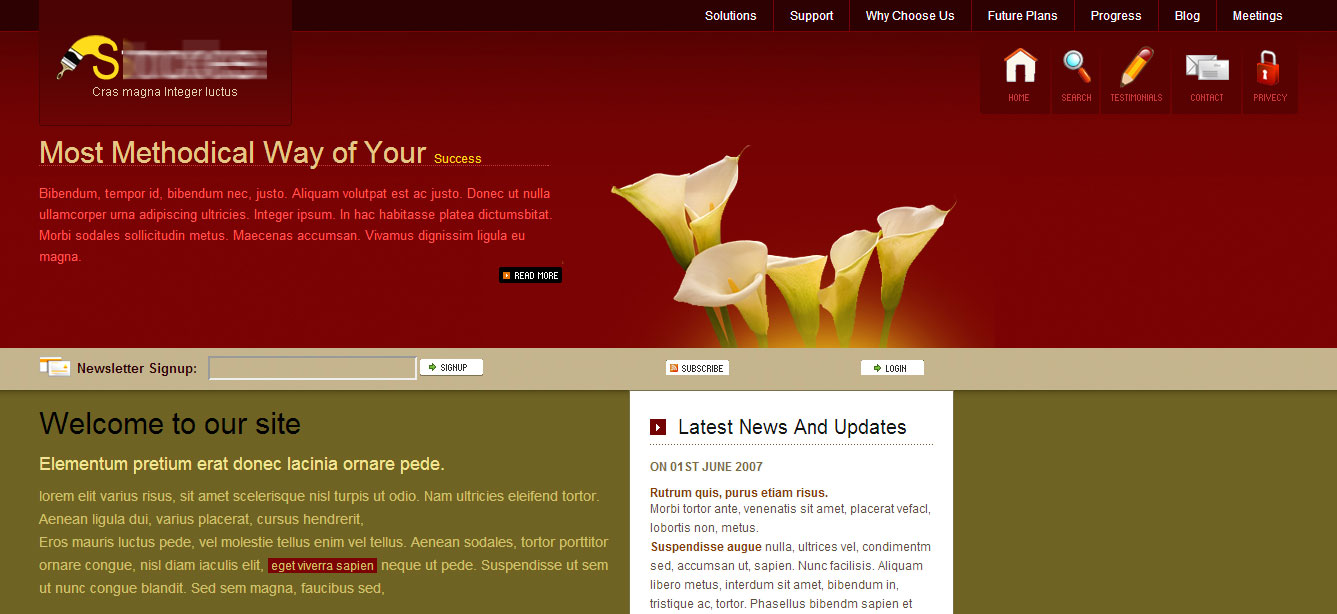 Solutions
Support
Why Choose Us
Future Plans
Progress
Blog
Meetings
Cras magna Integer luctus
HOME
SEARCH
TESTIMONIALS
CONTACT
PRIVECY
Most Methodical Way of Your Success
Bibendum, tempor id, bibendum nec, justo. Aliquam volutpat est ac justo. Donec ut nulla
ullamcorper urna adipiscing ultricies. Integer ipsum. In hac habitasse platea dictumsbitat.
Morbi sodales sollicitudin metus. Maecenas accumsan. Vivamus dignissim ligula eu
magna.
READ MORE
Newsletter Signup:
SIGNUP
SUBSCRIBE
LOGIN
Welcome to our site
Elementum pretium erat donec lacinia ornare pede.
lorem elit varius risus, sit amet scelerisque nisl turpis ut odio. Nam ultricies eleifend tortor.
Aenean ligula dui, varius placerat, cursus hendrerit,
Eros mauris luctus pede, vel molestie tellus enim vel tellus. Aenean sodales, tortor porttitor
ornare congue, nisl diam iaculis elit, eget viverra sapien neque ut pede. Suspendisse ut sem
ut nunc congue blandit. Sed sem magna, faucibus sed,
Latest News And Updates
ON 01ST JUNE 2007
Rutrum quis, purus etiam risus.
Morbi tortor ante, venenatis sit amet, placerat vefacl,
lobortis non, metus.
Suspendisse augue nulla, ultrices vel, condimentm
sed, accumsan ut, sapien. Nunc facilisis. Aliquam
libero metus, interdum sit amet, bibendum in,
tristique ac, tortor. Phasellus bibendm sapien et